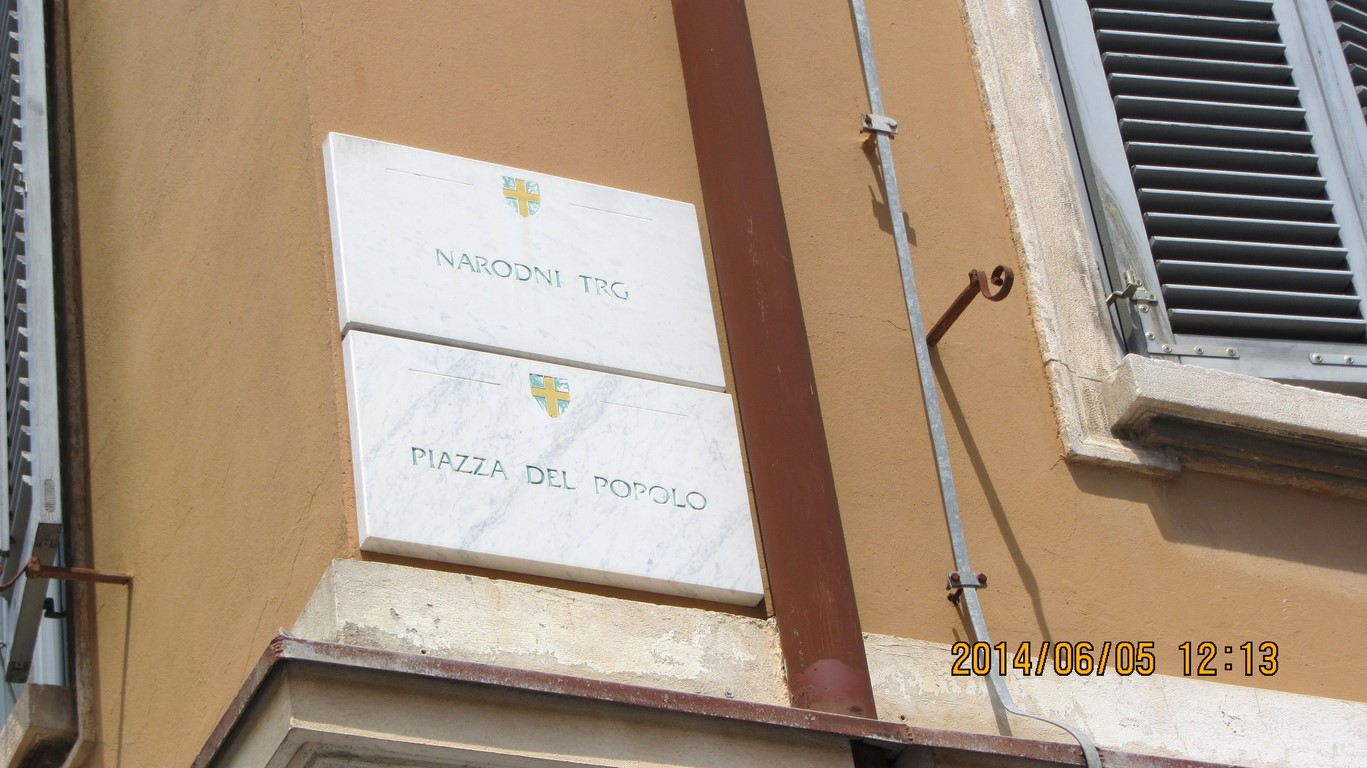 NARODNI TRG
PIAZZA DEL POPOLO
2014/06/05 12:13